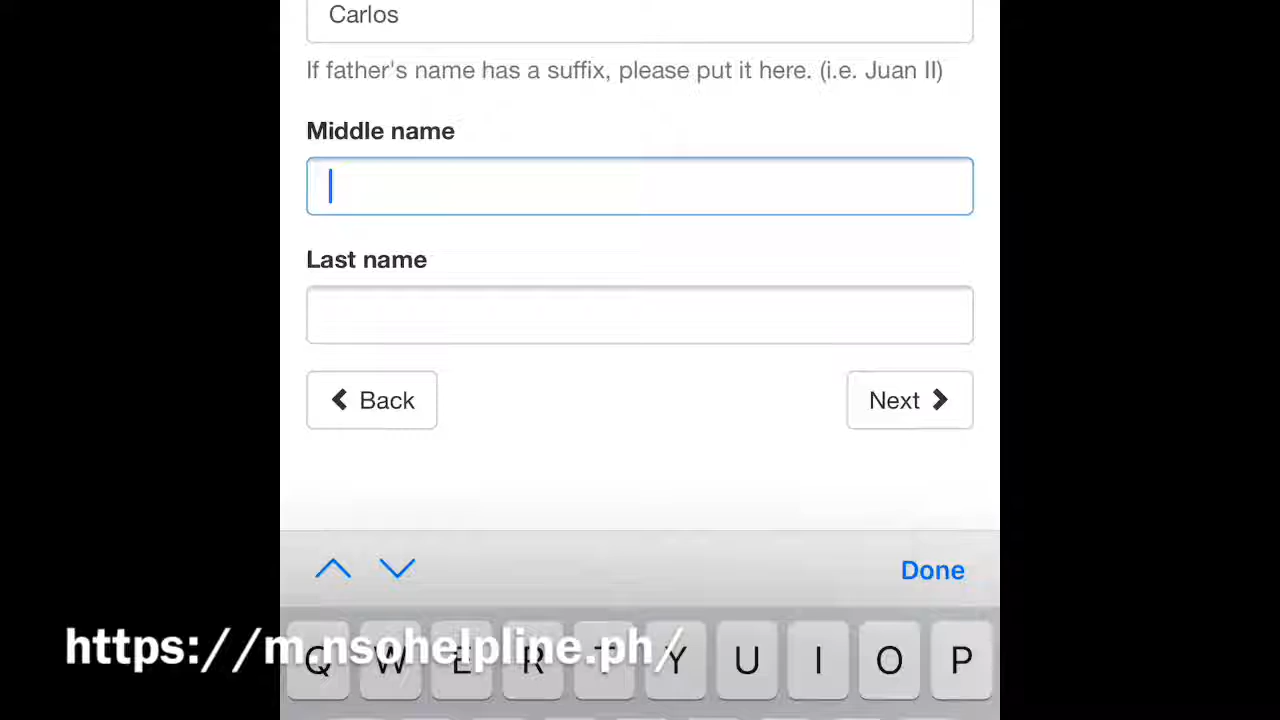 Carlos
If father's name has a suffix, please put it here. (i.e. Juan II)
Middle name
Last name
Back
Next
Done
https://m.nsohelpline.ph/
Q W E R T Y U I O P